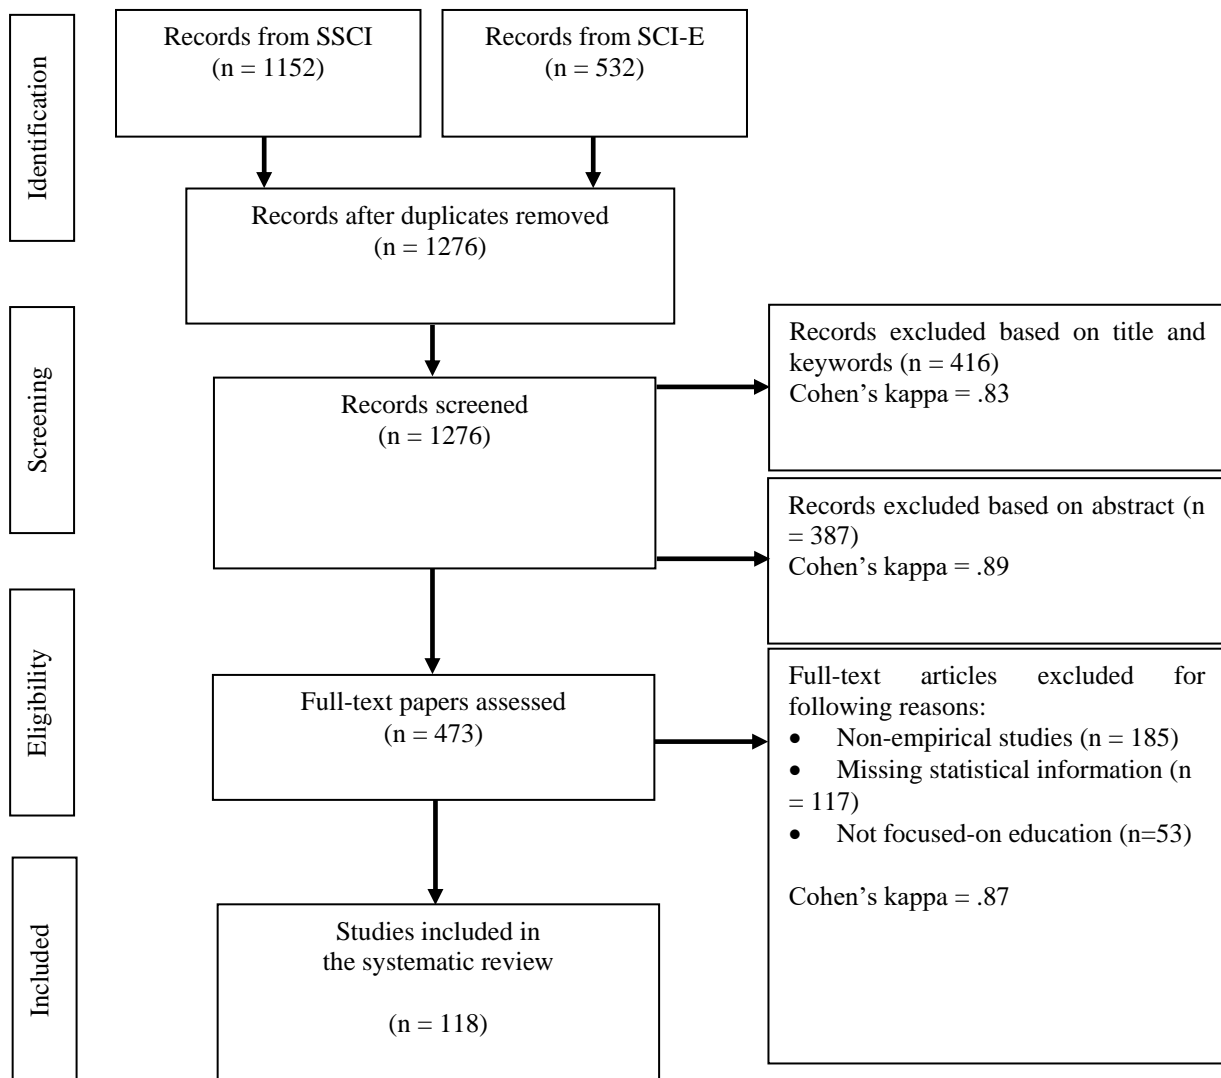 Identification
Records from SSCI
(n = 1152)
Records from SCI-E
(n = 532)
Records after duplicates removed
(n = 1276)
Screening
Records screened
(n = 1276)
Records excluded based on title and
keywords (n = 416)
Cohen’s kappa = .83
Records excluded based on abstract (n
= 387)
Cohen’s kappa = .89
Eligibility
Full-text papers assessed
(n = 473)
Full-text articles excluded for
following reasons:
• Non-empirical studies (n = 185)
• Missing statistical information (n
= 117)
• Not focused-on education (n=53)
Cohen’s kappa = .87
Included
Studies included in
the systematic review
(n = 118)